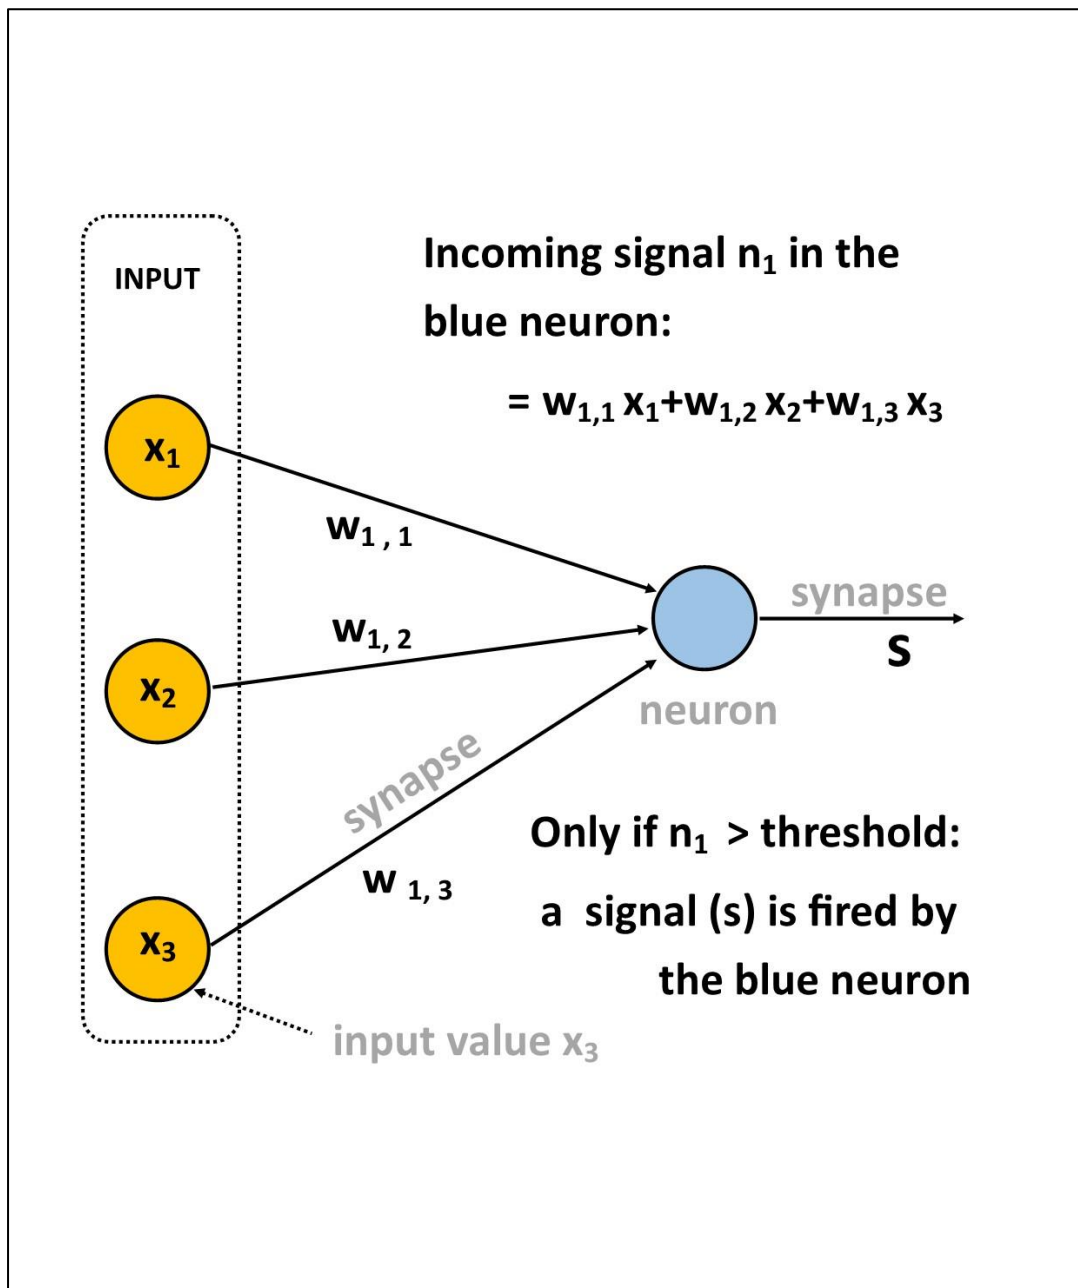 INPUT
Incoming signal n₁ in the
blue neuron:
= w₁,₁ x₁+w₁,₂ x₂+w₁,₃ x₃
x₁
w₁ , ₁
synapse
s
w₁, ₂
x₂
neuron
synapse
Only if n₁ > threshold:
w ₁, ₃
a signal (s) is fired by
x₃
the blue neuron
input value x₃